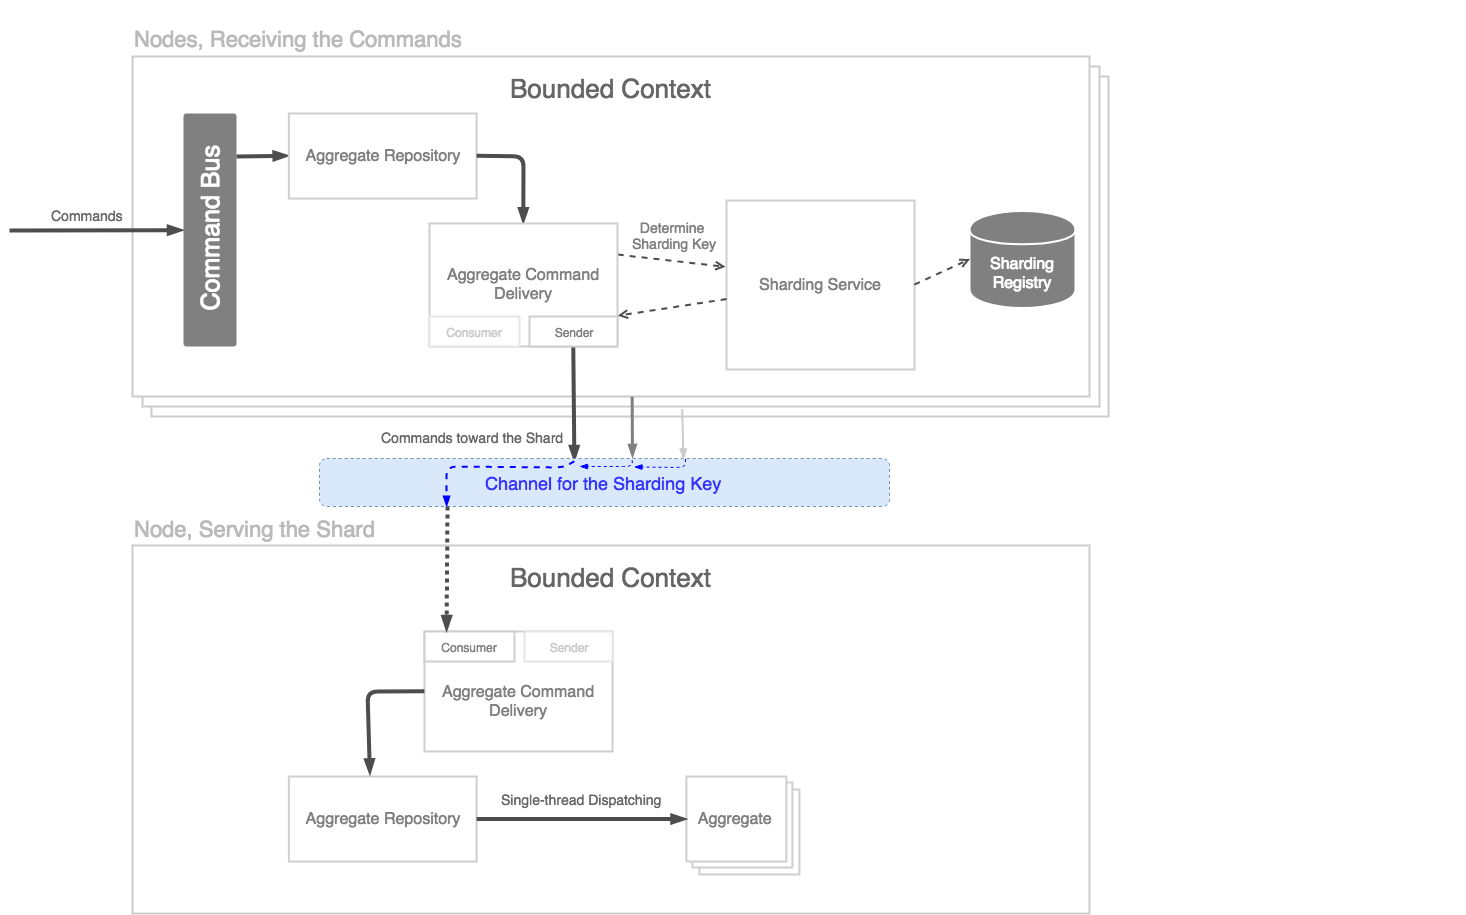 Nodes, Receiving the Commands
Bounded Context
Command Bus
Aggregate Repository
Commands
Determine
Sharding Key
Aggregate Command
Delivery
Consumer
Sender
Sharding Service
Sharding
Registry
Commands toward the Shard
Channel for the Sharding Key
Node, Serving the Shard
Bounded Context
Consumer
Sender
Aggregate Command
Delivery
Aggregate Repository
Single-thread Dispatching
Aggregate